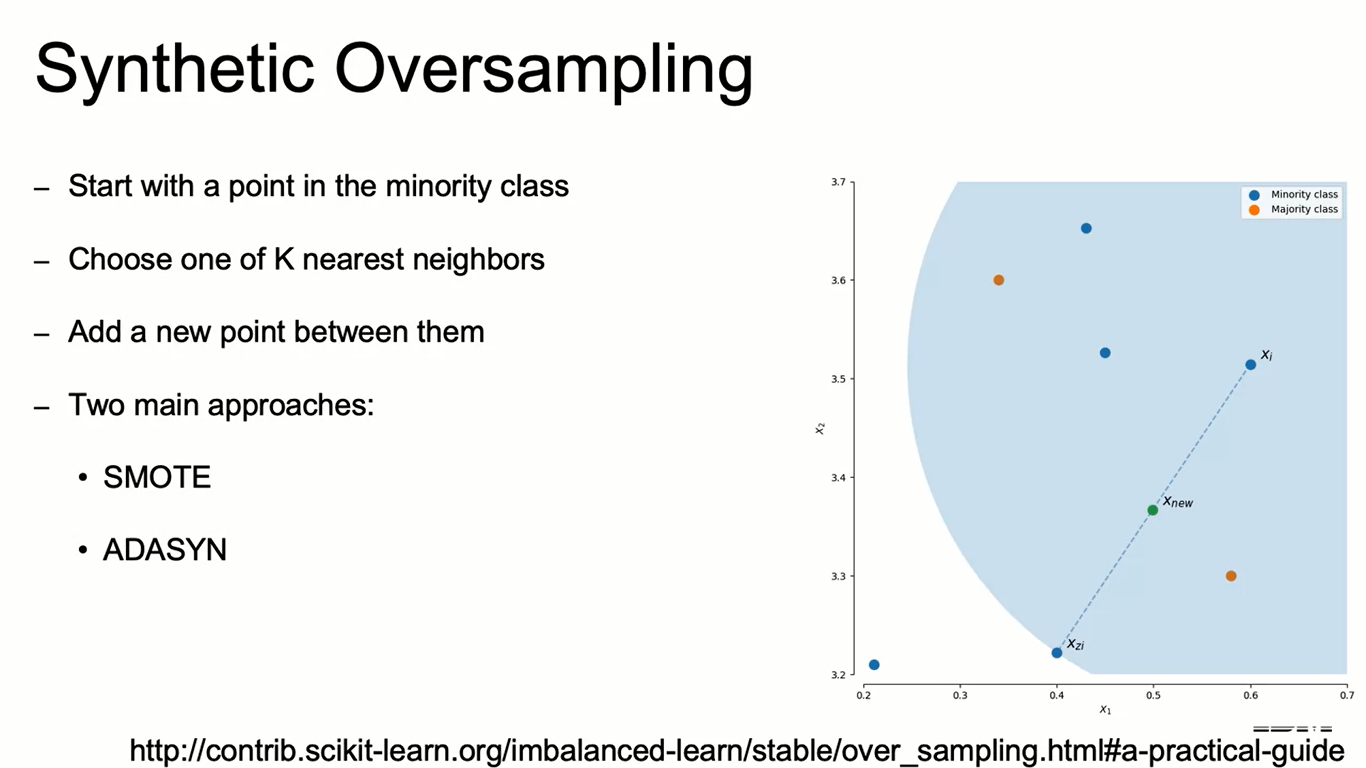 Synthetic Oversampling
– Start with a point in the minority class
– Choose one of K nearest neighbors
– Add a new point between them
– Two main approaches:
• SMOTE
• ADASYN
Minority class
Majority class
3.7
3.6
3.5
3.4
3.3
3.2
x₂
xᵢ
x_new
x_zi
0.2 0.3 0.4 0.5 0.6 0.7
x₁
http://contrib.scikit-learn.org/imbalanced-learn/stable/over_sampling.html#a-practical-guide